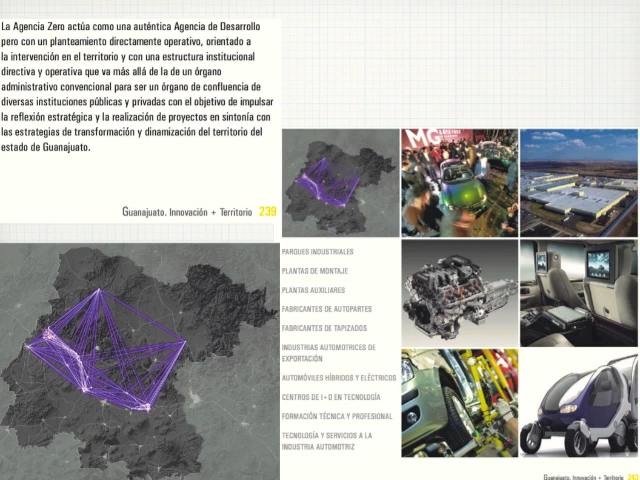 La Agencia Zero actúa como una auténtica Agencia de Desarrollo
pero con un planteamiento directamente operativo, orientado a
la intervención en el territorio y con una estructura institucional
directiva y operativa que va más allá de la de un órgano
administrativo convencional para ser un órgano de confluencia de
diversas instituciones públicas y privadas con el objetivo de impulsar
la reflexión estratégica y la realización de proyectos en sintonía con
las estrategias de transformación y dinamización del territorio del
estado de Guanajuato.
Guanajuato. Innovación + Territorio 239
MG
PARQUES INDUSTRIALES
PLANTAS DE MONTAJE
PLANTAS AUXILIARES
FABRICANTES DE AUTOPARTES
FABRICANTES DE TAPIZADOS
INDUSTRIAS AUTOMOTRICES DE
EXPORTACIÓN
AUTOMÓVILES HÍBRIDOS Y ELÉCTRICOS
CENTROS DE I+D EN TECNOLOGÍA
FORMACIÓN TÉCNICA Y PROFESIONAL
TECNOLOGÍA Y SERVICIOS A LA
INDUSTRIA AUTOMOTRIZ
Guanajuato. Innovación + Territorio 243